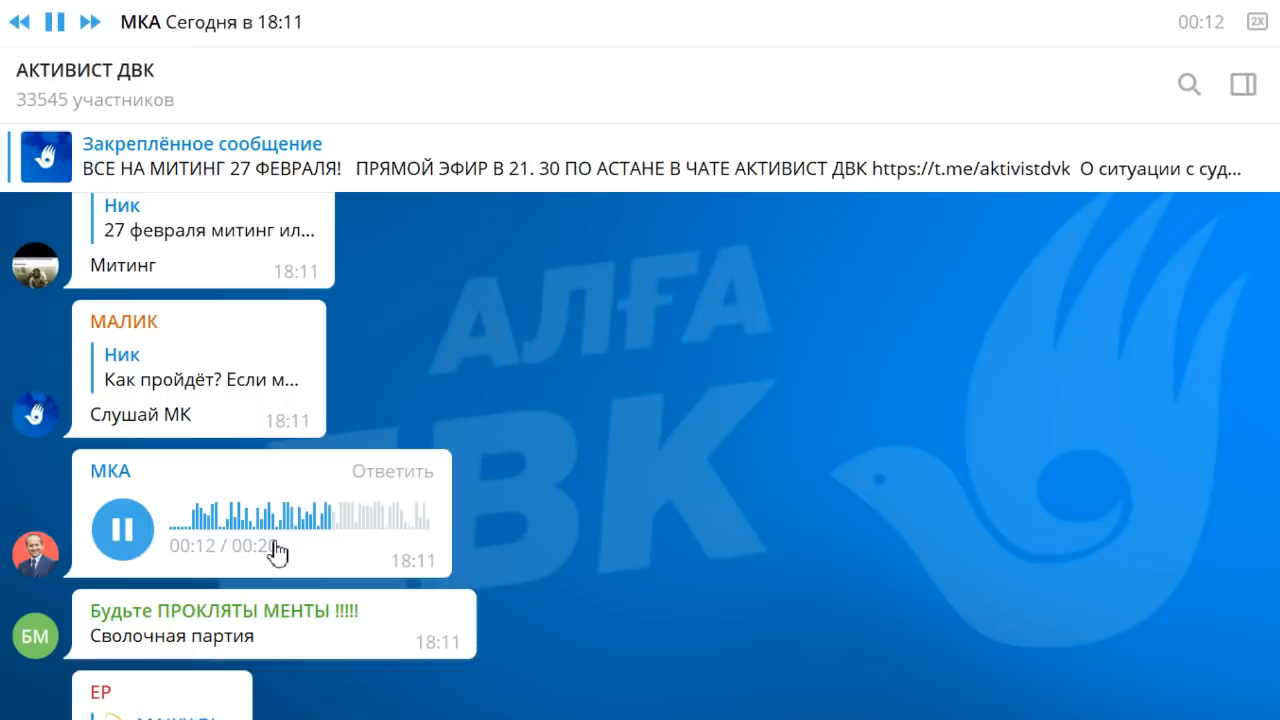 МКА Сегодня в 18:11
00:12
2X
АКТИВИСТ ДВК
33545 участников
Закреплённое сообщение
ВСЕ НА МИТИНГ 27 ФЕВРАЛЯ! ПРЯМОЙ ЭФИР В 21. 30 ПО АСТАНЕ В ЧАТЕ АКТИВИСТ ДВК https://t.me/aktivistdvk О ситуации с суд...
Ник
27 февраля митинг ил...
Митинг
18:11
МАЛИК
Ник
Как пройдёт? Если м...
Слушай МК
18:11
МКА
Ответить
00:12 / 00:20
18:11
БМ
Будьте ПРОКЛЯТЫ МЕНТЫ !!!!!
Сволочная партия
18:11
ЕР
АЛҒА
ДВК